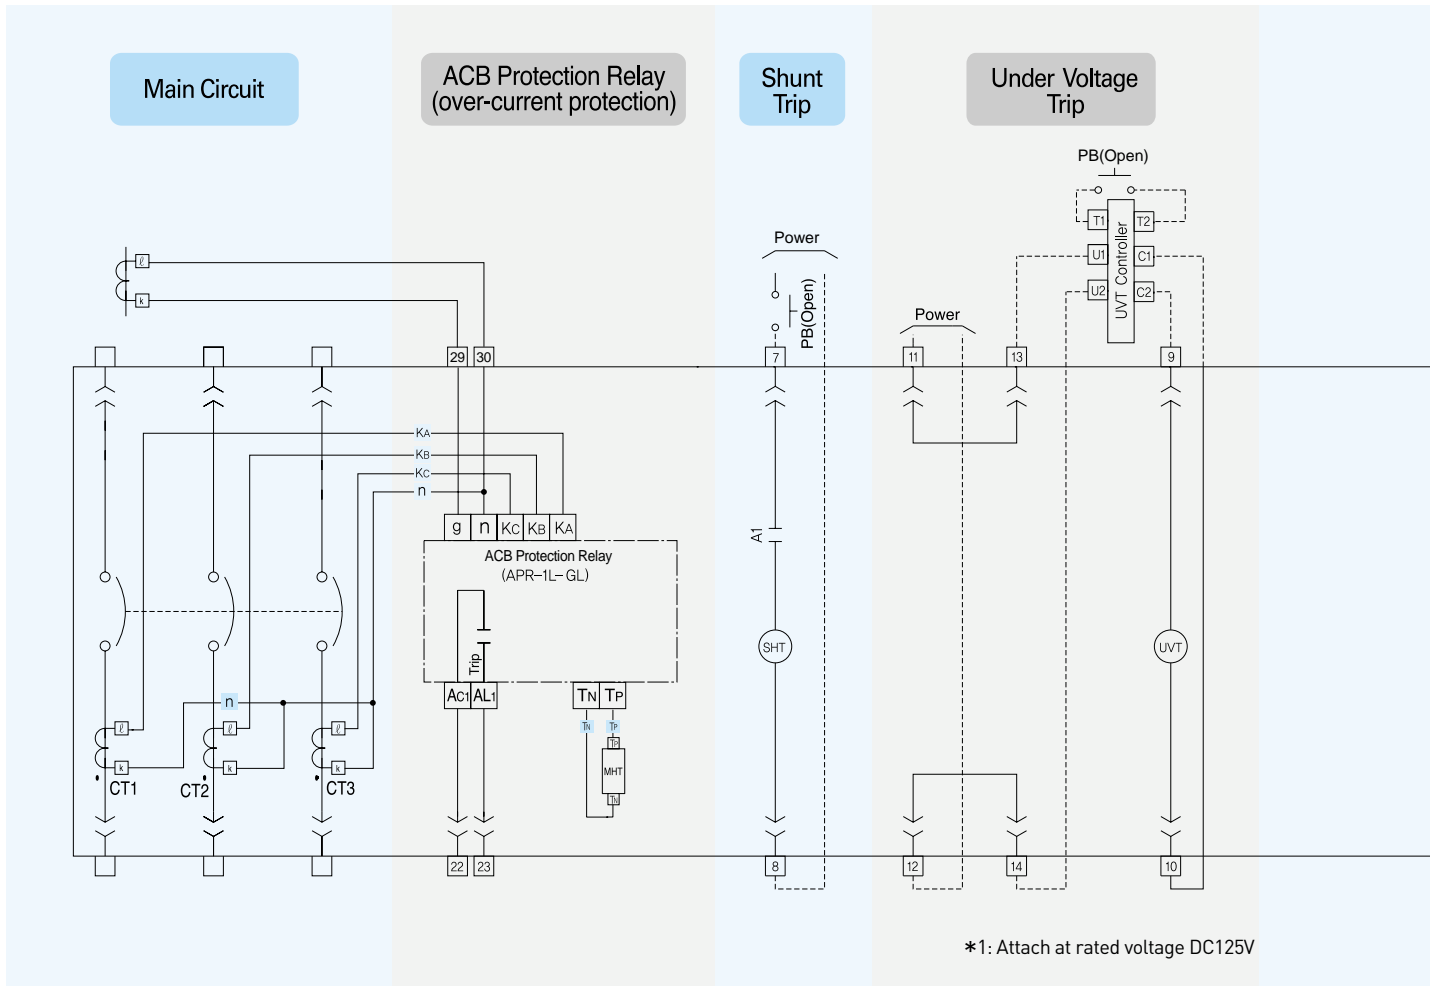 Main Circuit
ACB Protection Relay
(over-current protection)
Shunt
Trip
Under Voltage
Trip
PB(Open)
T1
T2
U1
C1
U2
C2
UVT Controller
Power
PB(Open)
Power
ℓ
k
29
30
7
11
13
9
KA
KB
KC
n
g
n
KC
KB
KA
ACB Protection Relay
(APR-1L-GL)
A1
Trip
SHT
UVT
AC1
AL1
TN
TP
n
ℓ
ℓ
ℓ
TN
TP
TP
MHT
TN
k
k
k
CT1
CT2
CT3
22
23
8
12
14
10
*1: Attach at rated voltage DC125V